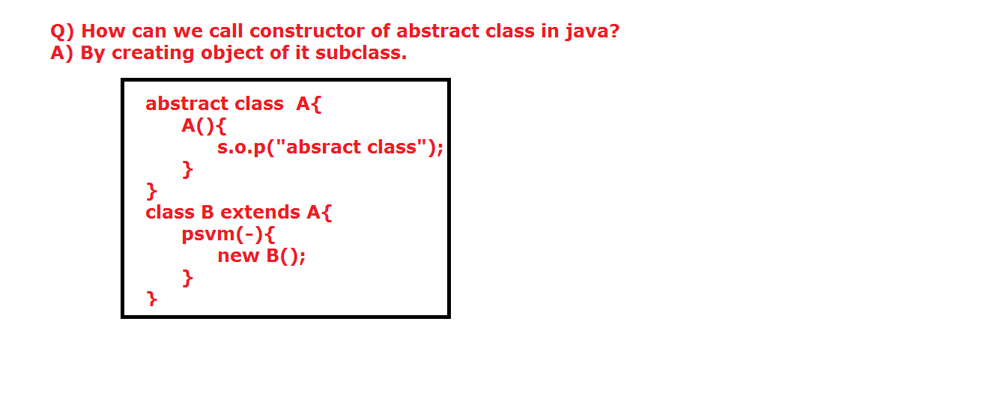 Q) How can we call constructor of abstract class in java?
A) By creating object of it subclass.
abstract class  A{
A(){
s.o.p("absract class");
}
}
class B extends A{
psvm(-){
new B();
}
}